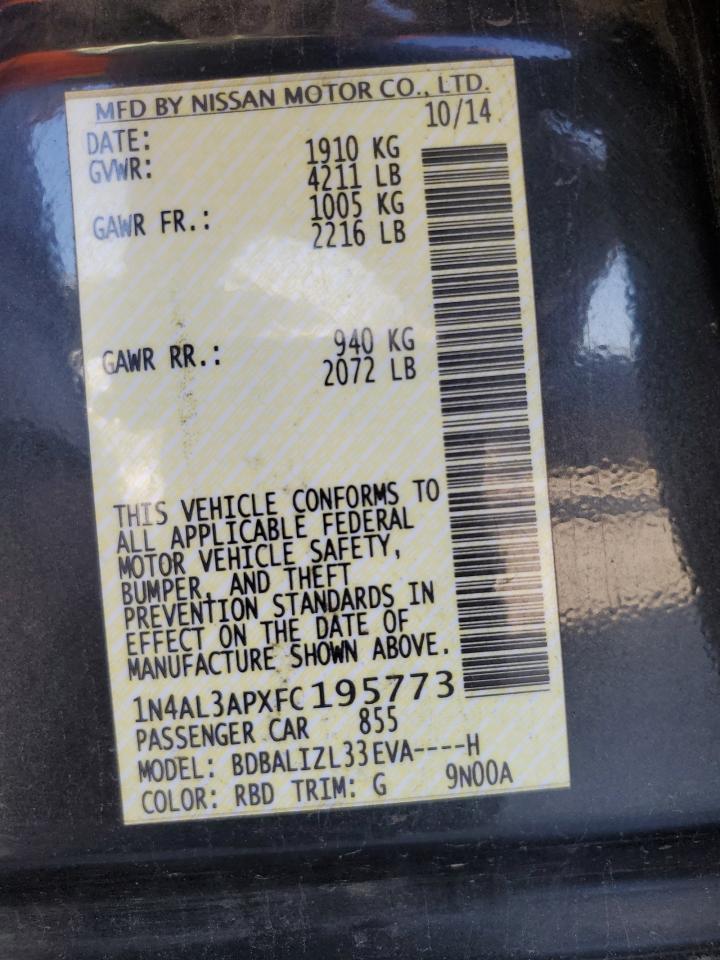 MFD BY NISSAN MOTOR CO., LTD.
DATE: 10/14
GVWR: 1910 KG
4211 LB
GAWR FR.: 1005 KG
2216 LB
GAWR RR.: 940 KG
2072 LB
THIS VEHICLE CONFORMS TO
ALL APPLICABLE FEDERAL
MOTOR VEHICLE SAFETY,
BUMPER, AND THEFT
PREVENTION STANDARDS IN
EFFECT ON THE DATE OF
MANUFACTURE SHOWN ABOVE.
1N4AL3APXFC195773
PASSENGER CAR 855
MODEL: BDBALIZL33EVA----H
COLOR: RBD TRIM: G 9N00A